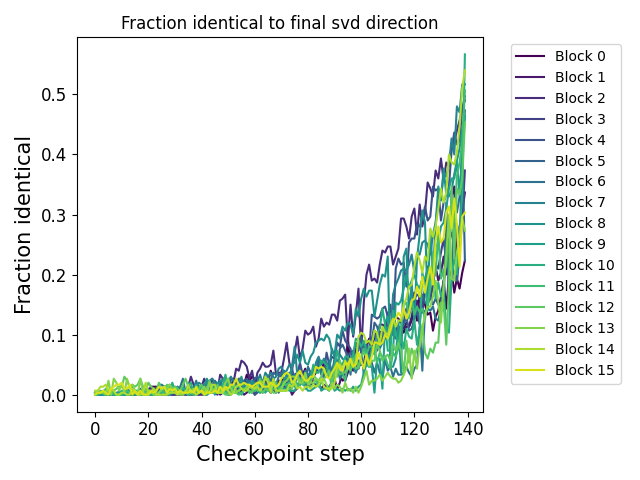 Fraction identical to final svd direction
Fraction identical
0.5
0.4
0.3
0.2
0.1
0.0
0 20 40 60 80 100 120 140
Checkpoint step
Block 0
Block 1
Block 2
Block 3
Block 4
Block 5
Block 6
Block 7
Block 8
Block 9
Block 10
Block 11
Block 12
Block 13
Block 14
Block 15